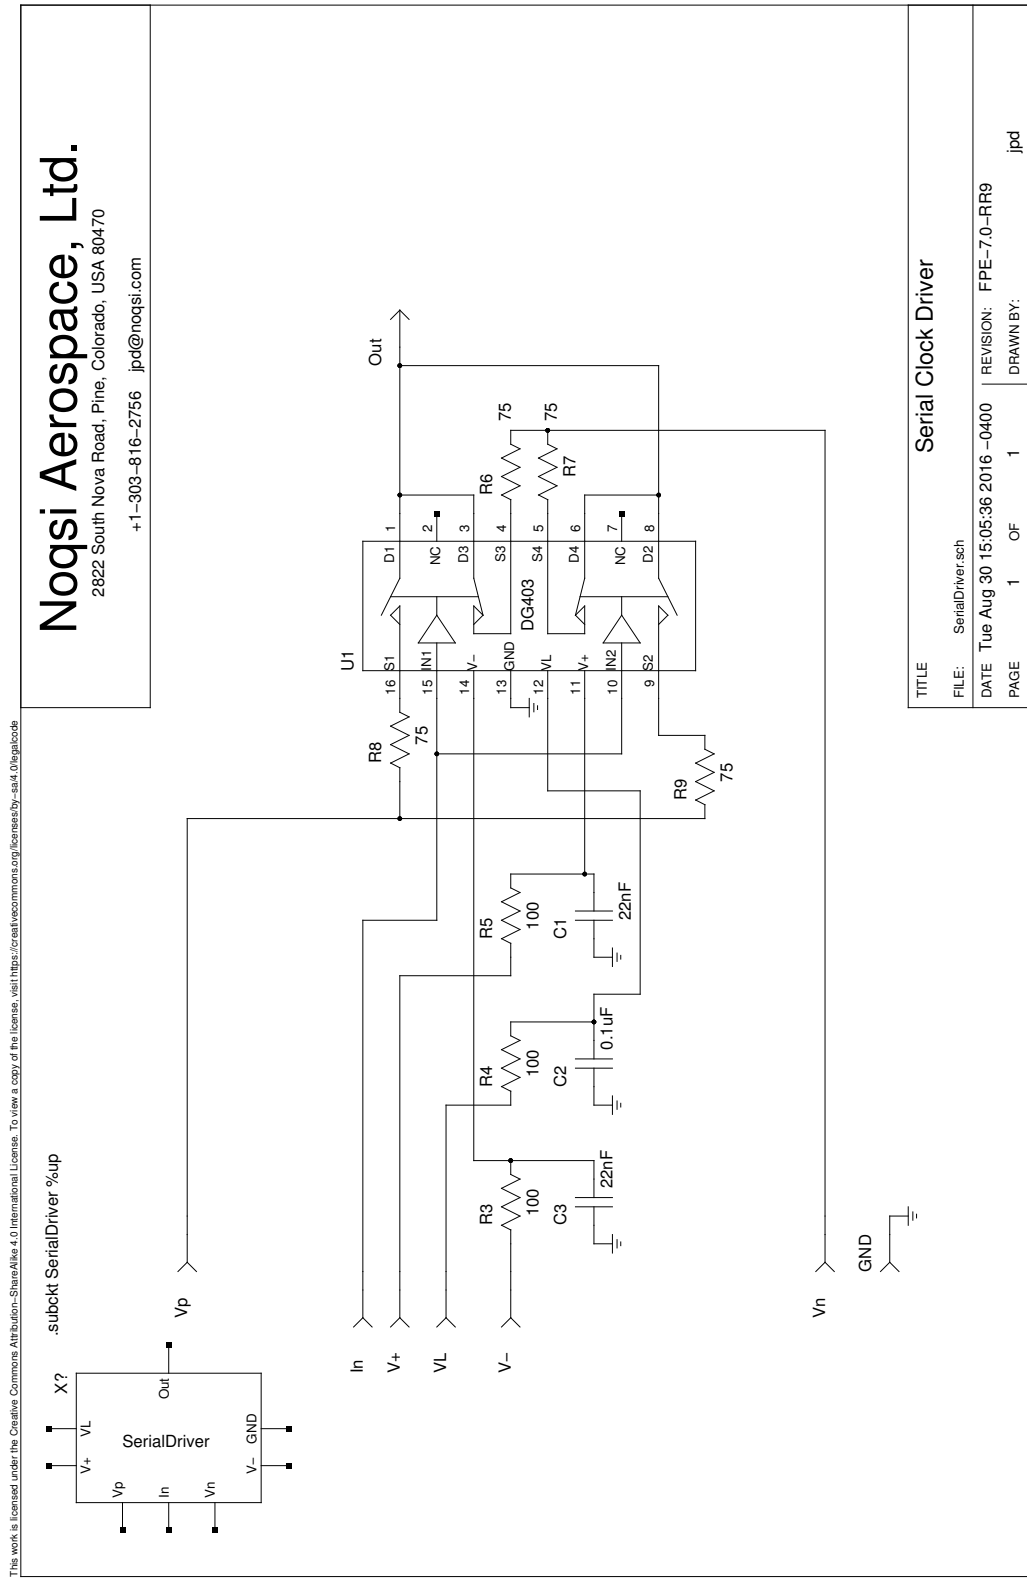 This work is licensed under the Creative Commons Attribution−ShareAlike 4.0 International License. To view a copy of the license, visit https://creativecommons.org/licenses/by−sa/4.0/legalcode
Noqsi Aerospace, Ltd.
2822 South Nova Road, Pine, Colorado, USA 80470
+1−303−816−2756 jpd@noqsi.com
.subckt SerialDriver %up
X?
V+
VL
Vp
In
Vn
SerialDriver
Out
V−
GND
Vp
In
V+
VL
V−
Vn
GND
R3
100
C3
22nF
R4
100
C2
0.1uF
R5
100
C1
22nF
R8
75
R9
75
U1
DG403
16 S1
15 IN1
14 V−
13 GND
12 VL
11 V+
10 IN2
9 S2
D1 1
NC 2
D3 3
S3 4
S4 5
D4 6
NC 7
D2 8
R6
75
R7
75
Out
TITLE
Serial Clock Driver
FILE: SerialDriver.sch
REVISION: FPE−7.0−RR9
DATE Tue Aug 30 15:05:36 2016 −0400
PAGE 1 OF 1
DRAWN BY: jpd